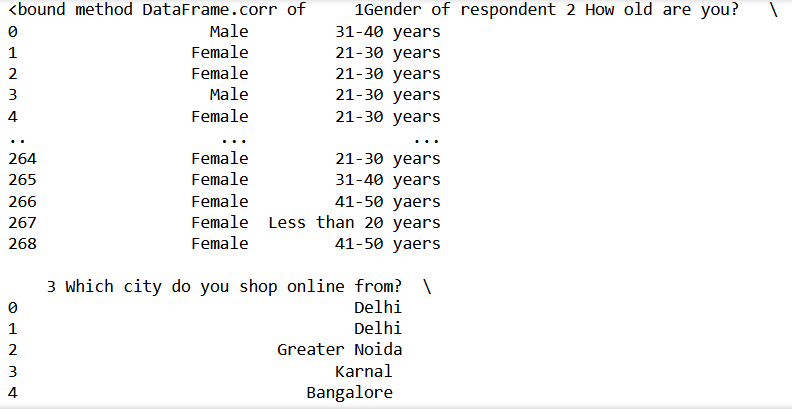 <bound method DataFrame.corr of     1Gender of respondent 2 How old are you?   \
0                     Male         31-40 years
1                   Female         21-30 years
2                   Female         21-30 years
3                     Male         21-30 years
4                   Female         21-30 years
..                     ...                 ...
264                 Female         21-30 years
265                 Female         31-40 years
266                 Female         41-50 yaers
267                 Female  Less than 20 years
268                 Female         41-50 yaers
    3 Which city do you shop online from?  \
0                                   Delhi
1                                   Delhi
2                           Greater Noida
3                                 Karnal
4                              Bangalore